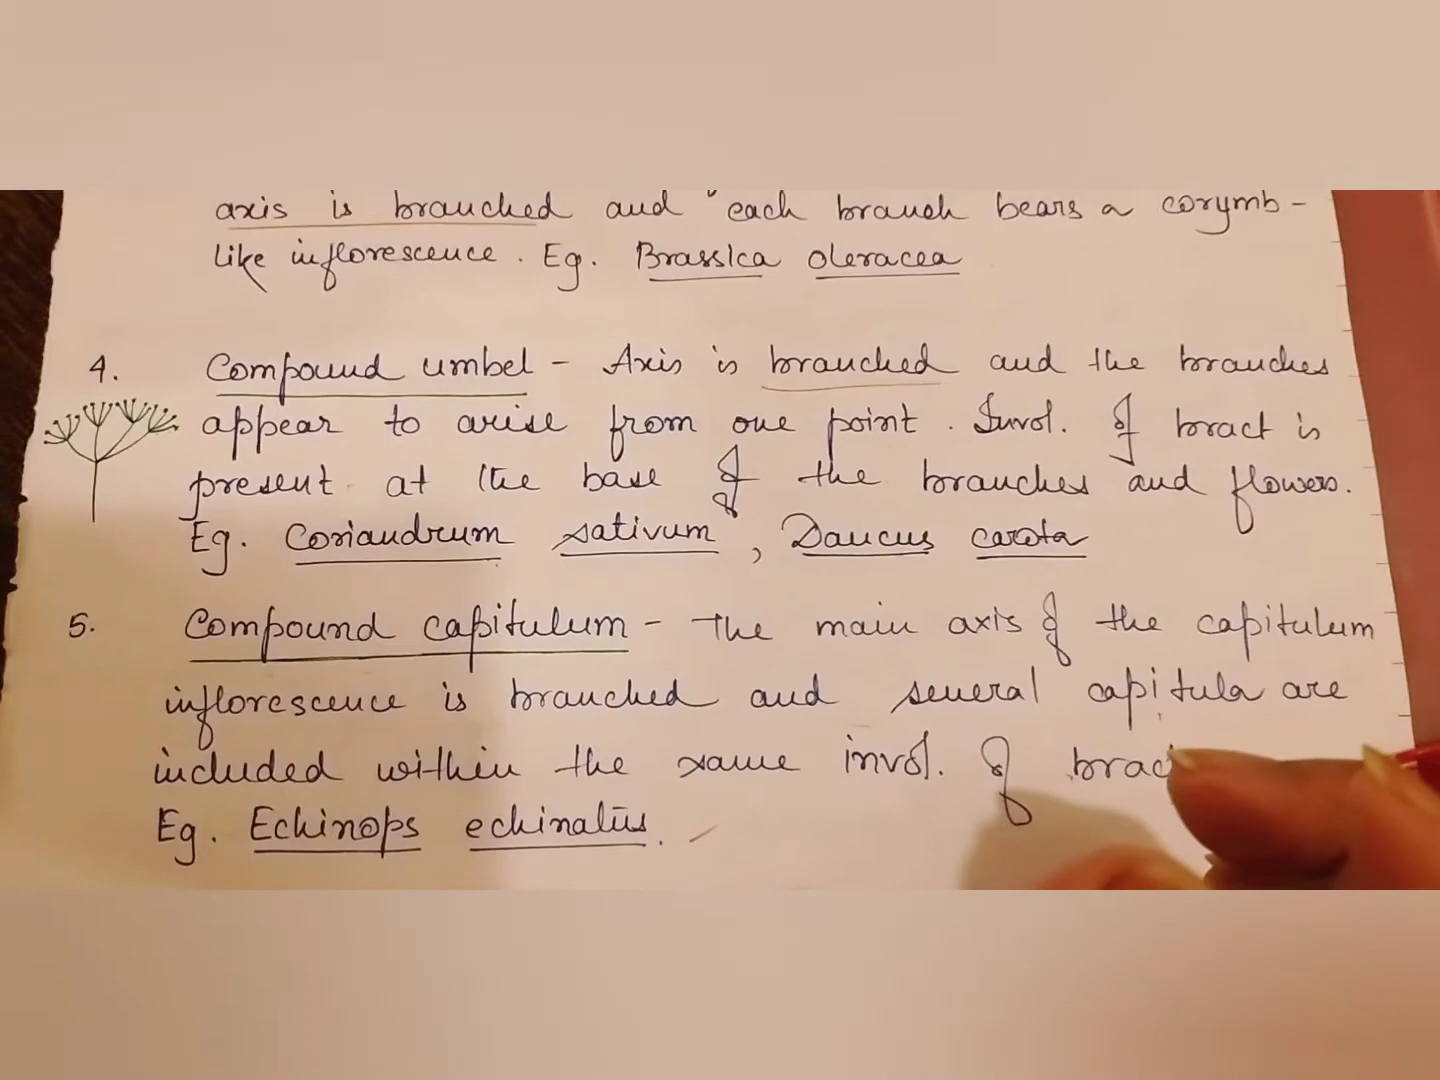 axis is branched and each branch bears a corymb-
like inflorescence. Eg. Brassica oleracea
4. Compound umbel - Axis is branched and the branches
appear to arise from one point. Invol. of bract is
present at the base of the branches and flowers.
Eg. Coriandrum sativum, Daucus carota
5. Compound capitulum - The main axis of the capitulum
inflorescence is branched and several capitula are
included within the same invol. of brac
Eg. Echinops echinatus.